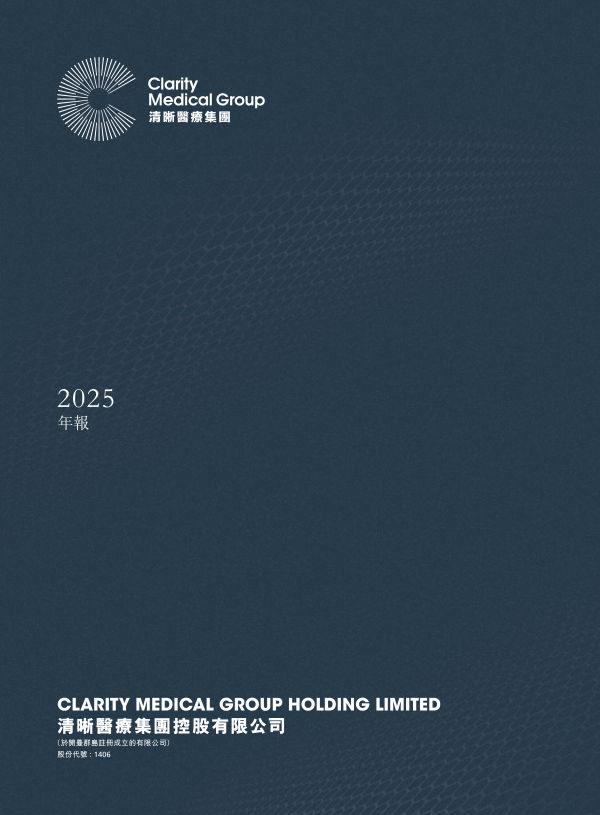 Clarity
Medical Group
清晰醫療集團
2025
年報
CLARITY MEDICAL GROUP HOLDING LIMITED
清晰醫療集團控股有限公司
(於開曼群島註冊成立的有限公司)
股份代號：1406